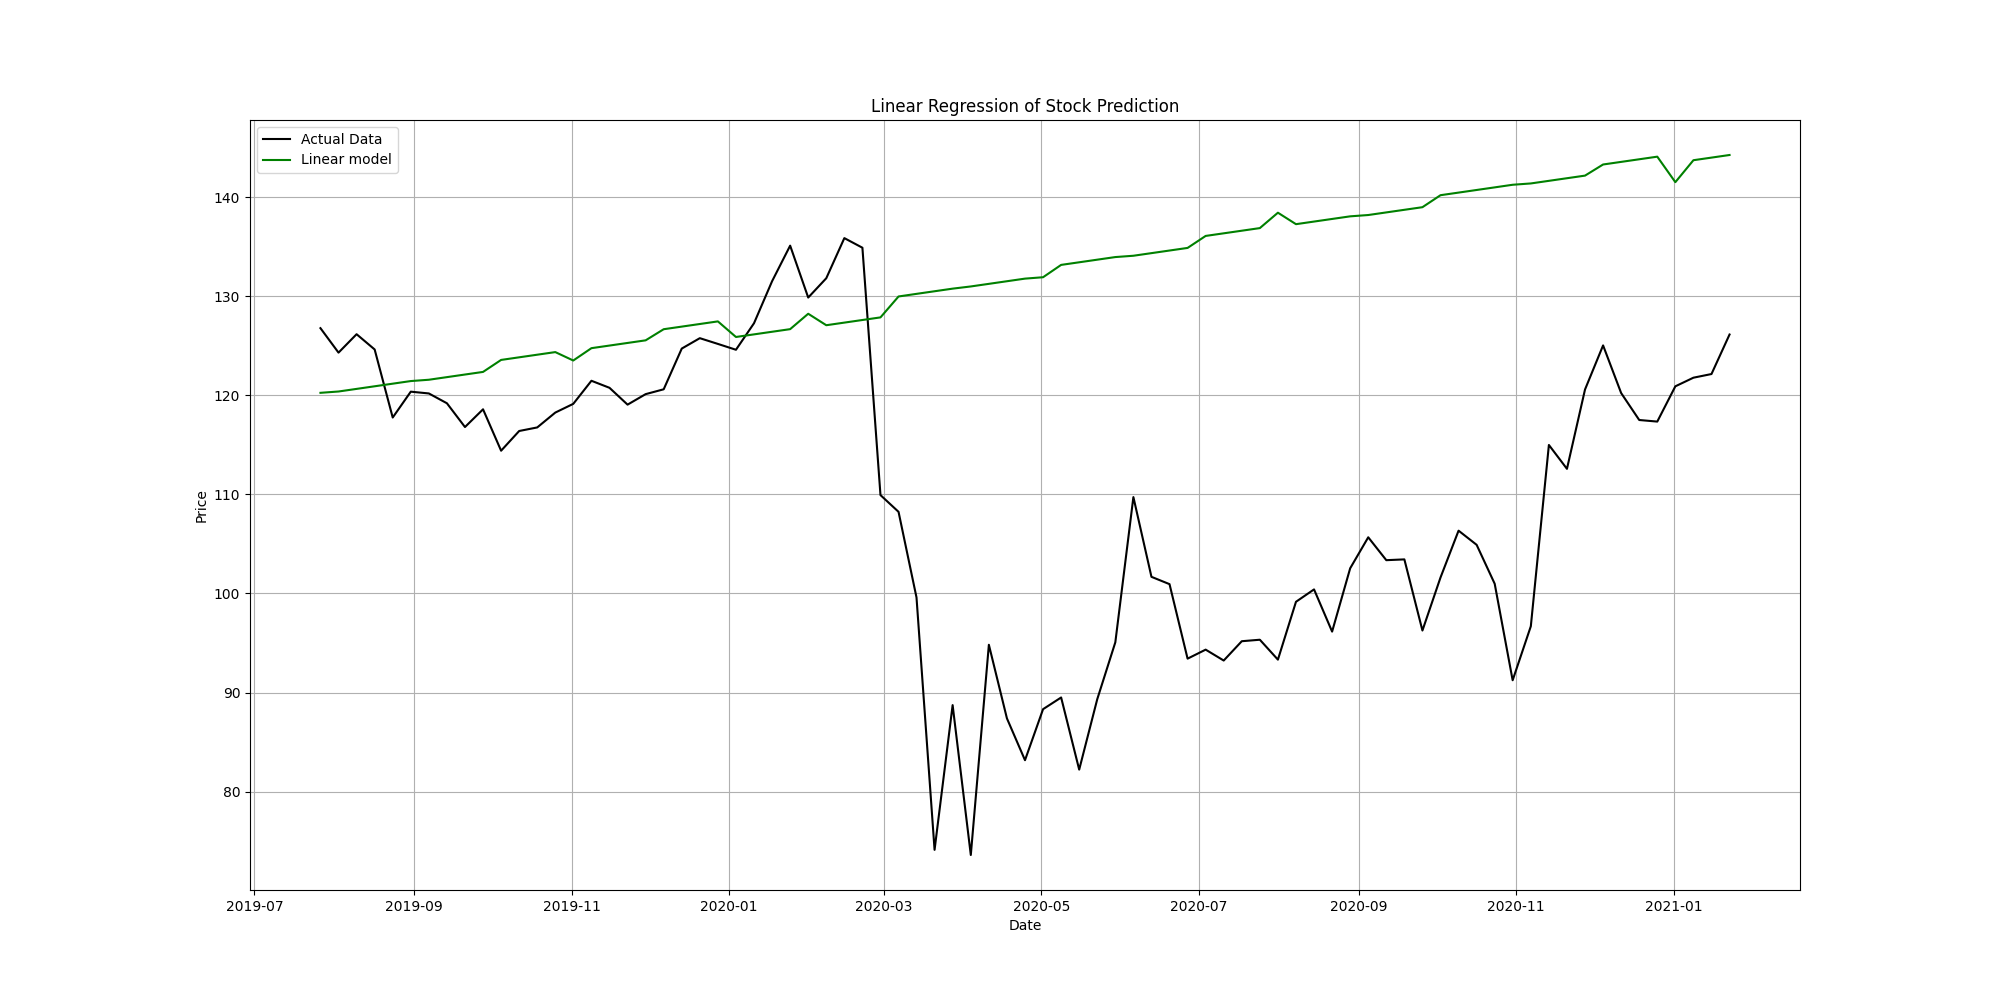 Linear Regression of Stock Prediction
Actual Data
Linear model
140
130
120
110
100
90
80
Price
2019-07 2019-09 2019-11 2020-01 2020-03 2020-05 2020-07 2020-09 2020-11 2021-01
Date